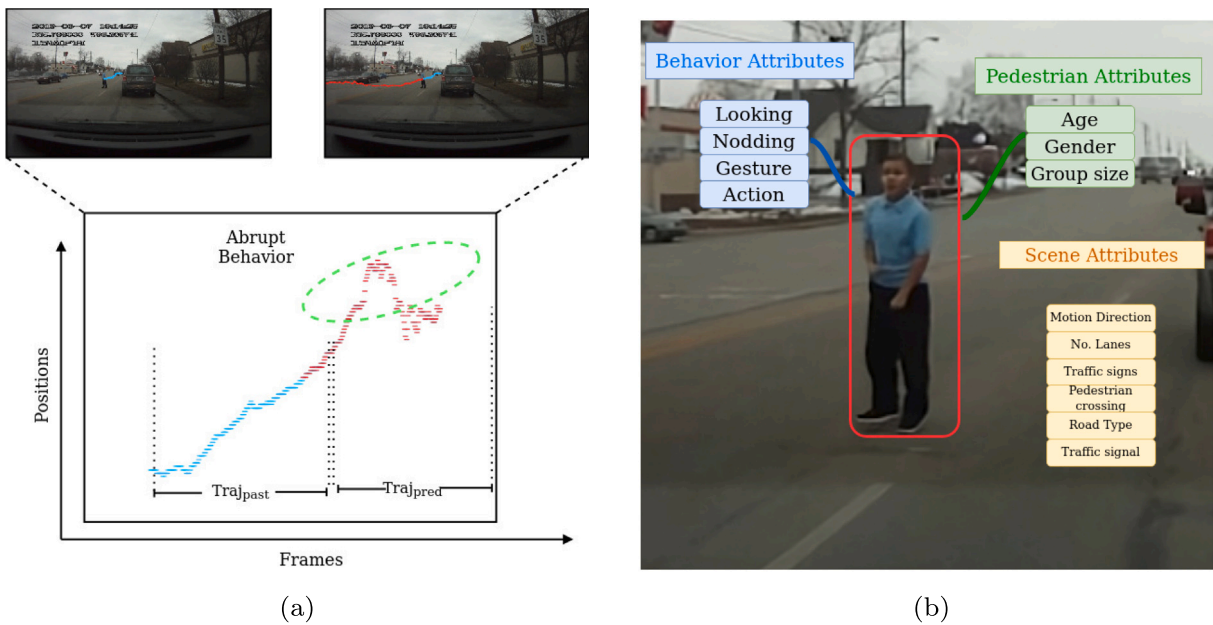 35
35
Abrupt
Behavior
Positions
Traj_past
Traj_pred
Frames
(a)
Behavior Attributes
Looking
Nodding
Gesture
Action
Pedestrian Attributes
Age
Gender
Group size
Scene Attributes
Motion Direction
No. Lanes
Traffic signs
Pedestrian
crossing
Road Type
Traffic signal
(b)